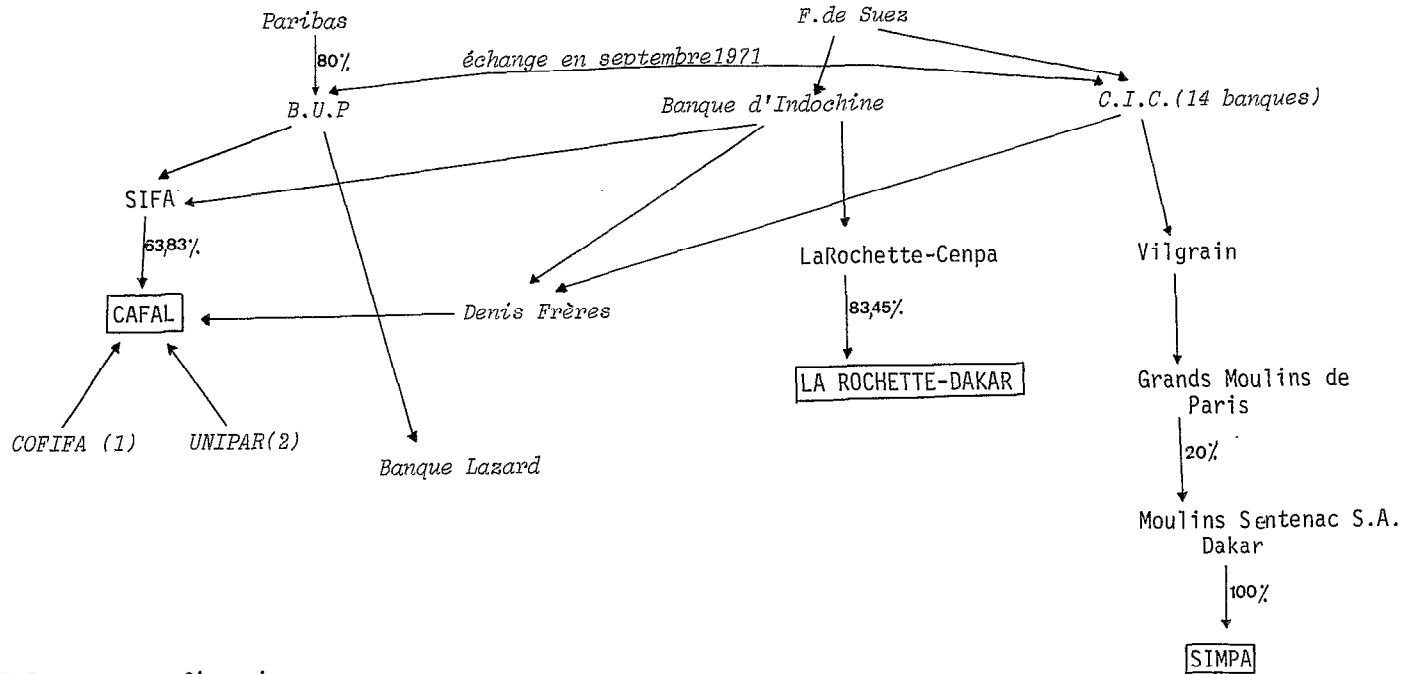 Paribas
F.de Suez
80%
échange en septembre1971
B.U.P
Banque d'Indochine
C.I.C.(14 banques)
SIFA
63,83%
LaRochette-Cenpa
Vilgrain
CAFAL
Denis Frères
83,45%
LA ROCHETTE-DAKAR
Grands Moulins de
Paris
COFIFA (1)
UNIPAR(2)
Banque Lazard
20%
Moulins Sentenac S.A.
Dakar
100%
SIMPA